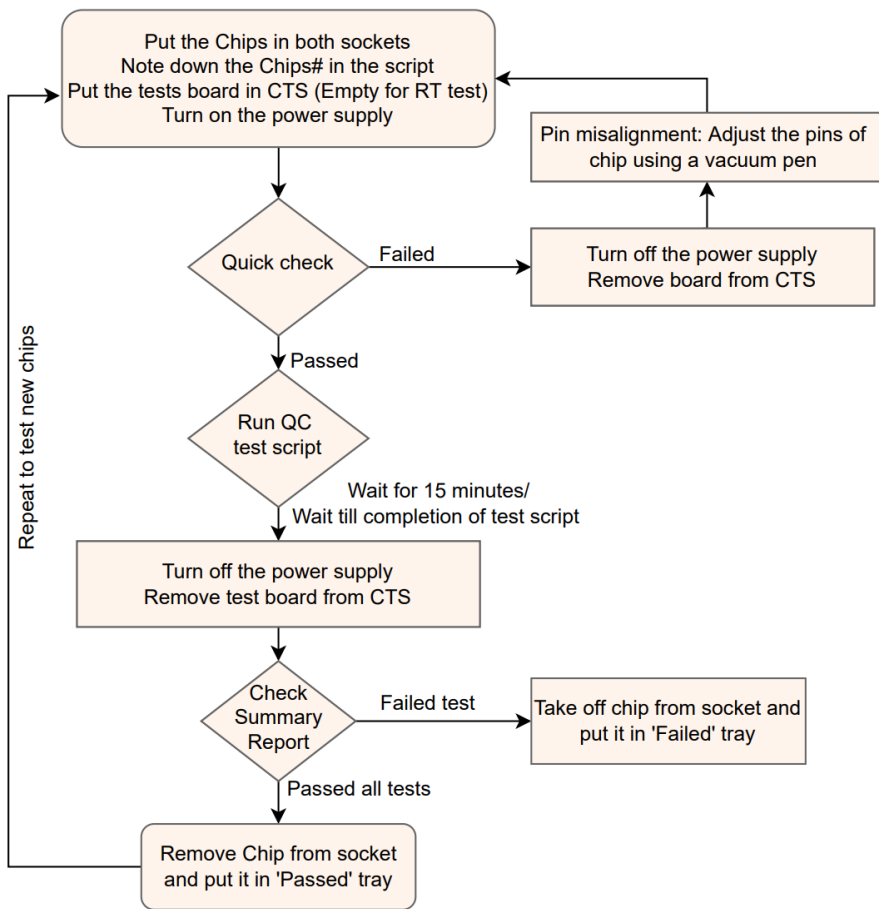 Put the Chips in both sockets
Note down the Chips# in the script
Put the tests board in CTS (Empty for RT test)
Turn on the power supply
Pin misalignment: Adjust the pins of
chip using a vacuum pen
Quick check
Failed
Turn off the power supply
Remove board from CTS
Passed
Run QC
test script
Repeat to test new chips
Wait for 15 minutes/
Wait till completion of test script
Turn off the power supply
Remove test board from CTS
Check
Summary
Report
Failed test
Take off chip from socket and
put it in 'Failed' tray
Passed all tests
Remove Chip from socket
and put it in 'Passed' tray